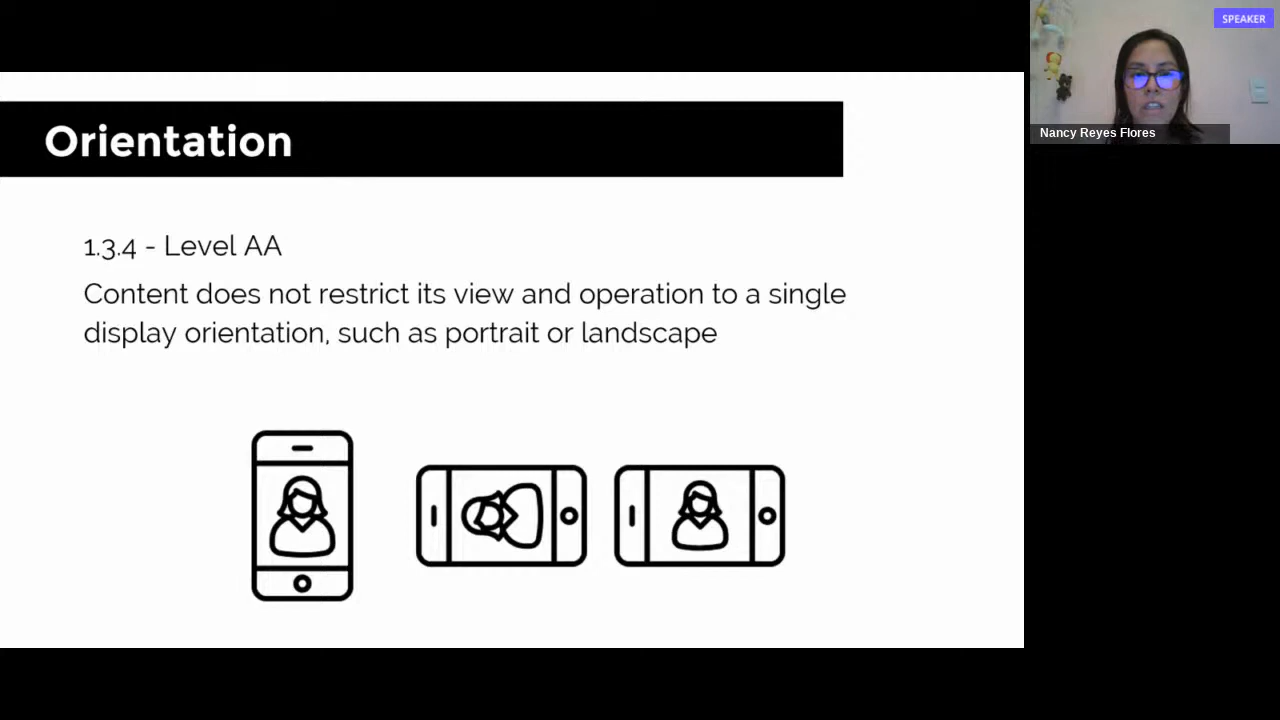 Orientation
1.3.4 - Level AA
Content does not restrict its view and operation to a single
display orientation, such as portrait or landscape
SPEAKER
Nancy Reyes Flores